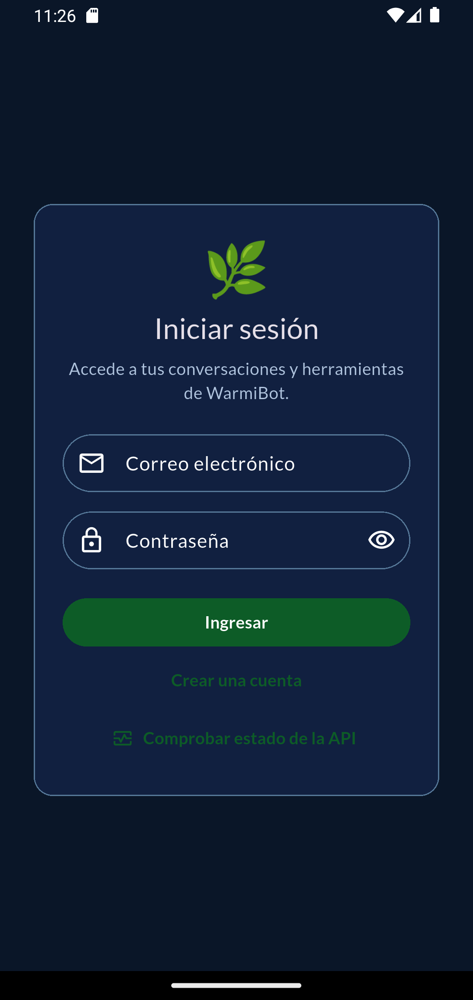 11:26
Iniciar sesión
Accede a tus conversaciones y herramientas
de WarmiBot.
Correo electrónico
Contraseña
Ingresar
Crear una cuenta
Comprobar estado de la API